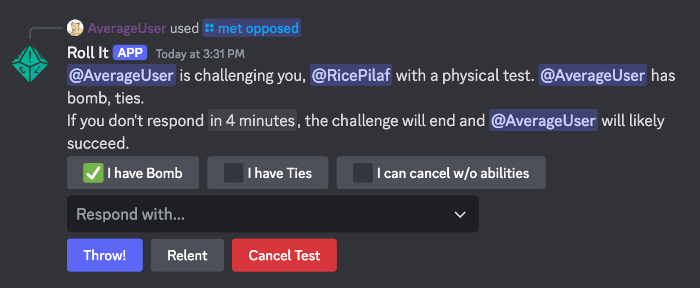 AverageUser used met opposed
Roll It APP Today at 3:31 PM
@AverageUser is challenging you, @RicePilaf with a physical test. @AverageUser has
bomb, ties.
If you don't respond in 4 minutes, the challenge will end and @AverageUser will likely
succeed.
I have Bomb I have Ties I can cancel w/o abilities
Respond with...
Throw! Relent Cancel Test